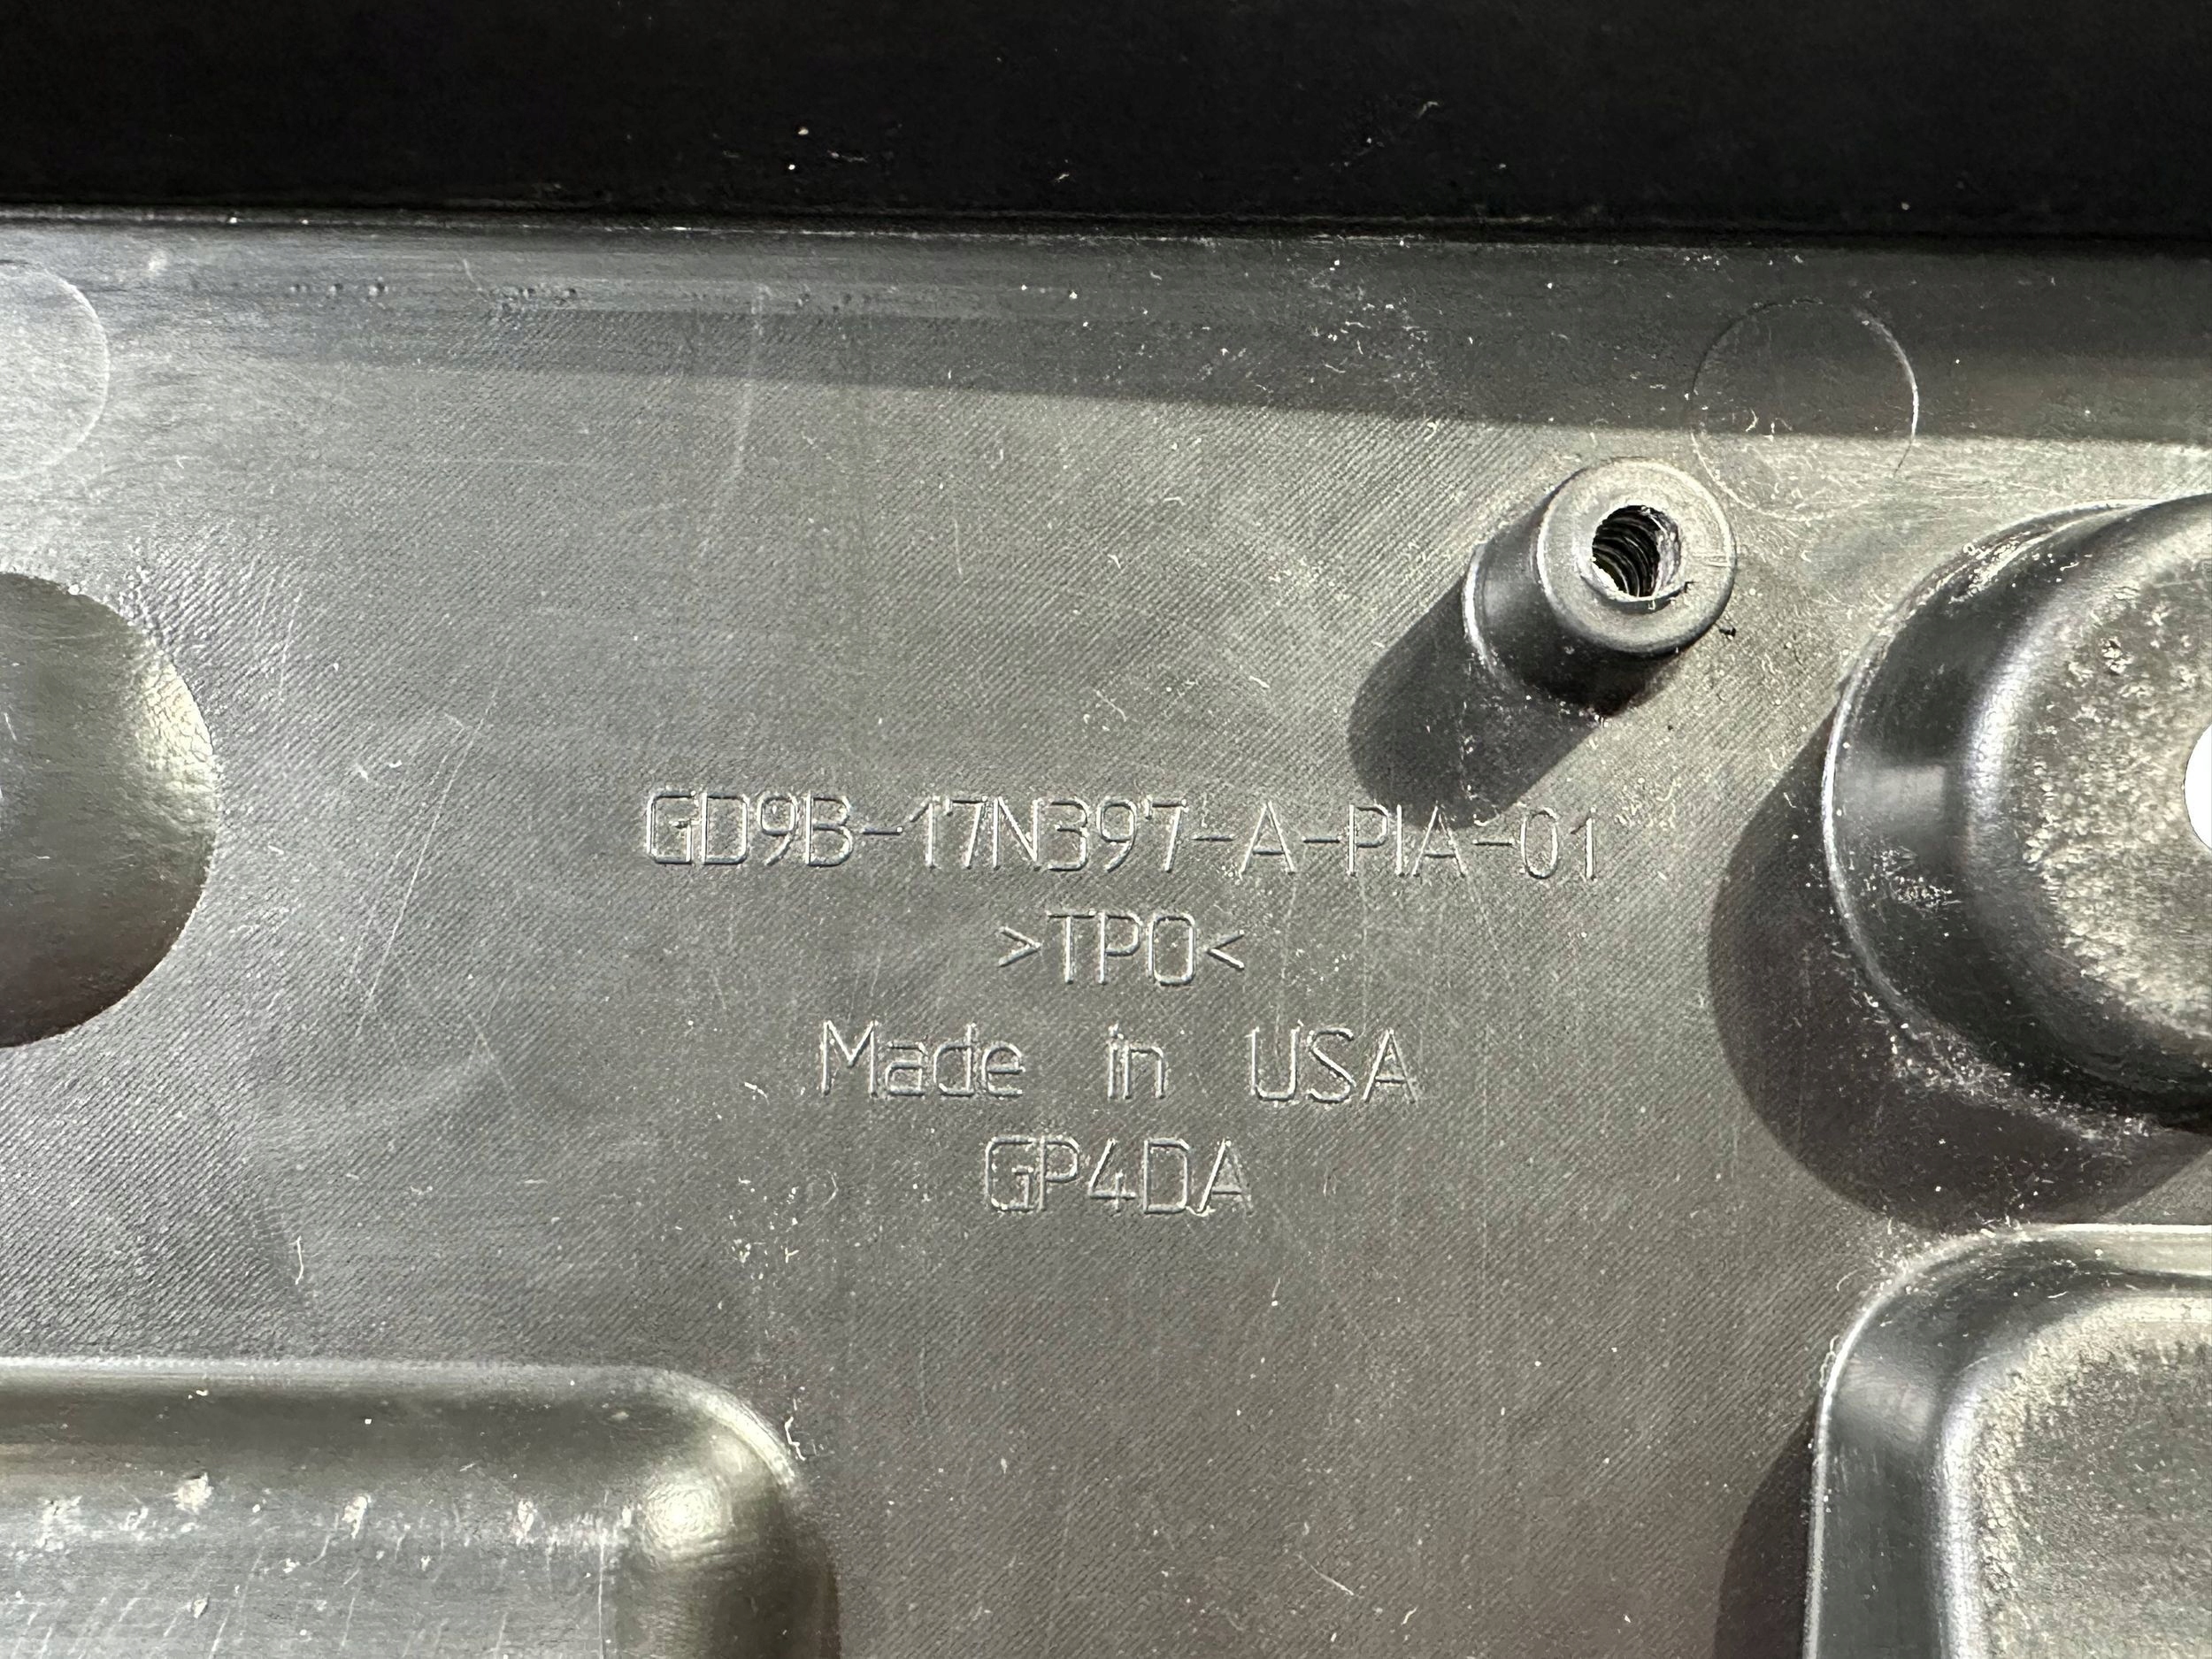 GD9B-17N397-A-PIA-01
>TPO<
Made in USA
GP4DA